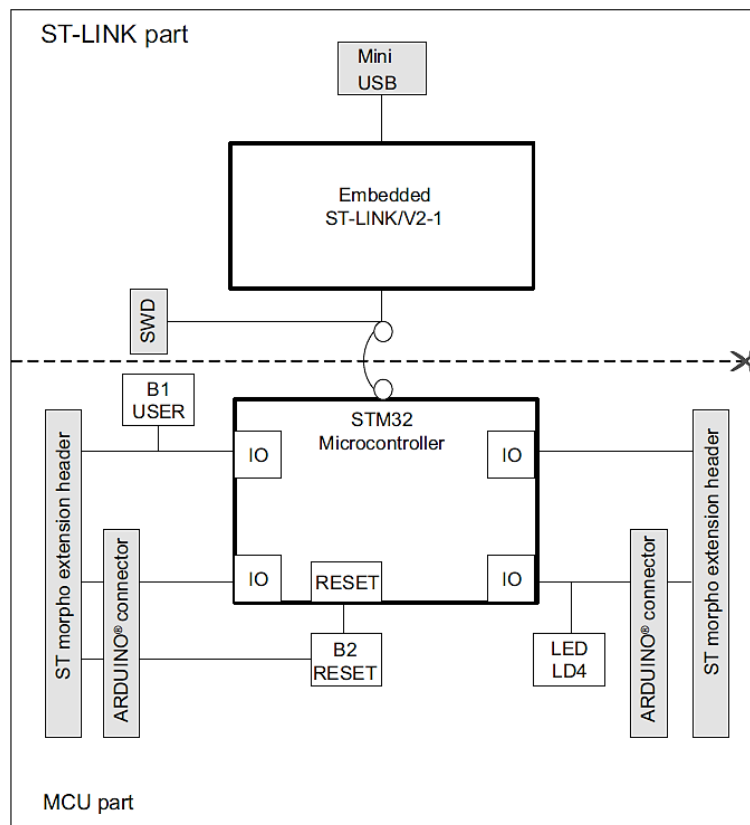 ST-LINK part
Mini
USB
Embedded
ST-LINK/V2-1
SWD
B1
USER
STM32
Microcontroller
IO
IO
ST morpho extension header
ARDUINO® connector
IO
RESET
IO
ARDUINO® connector
ST morpho extension header
B2
RESET
LED
LD4
MCU part